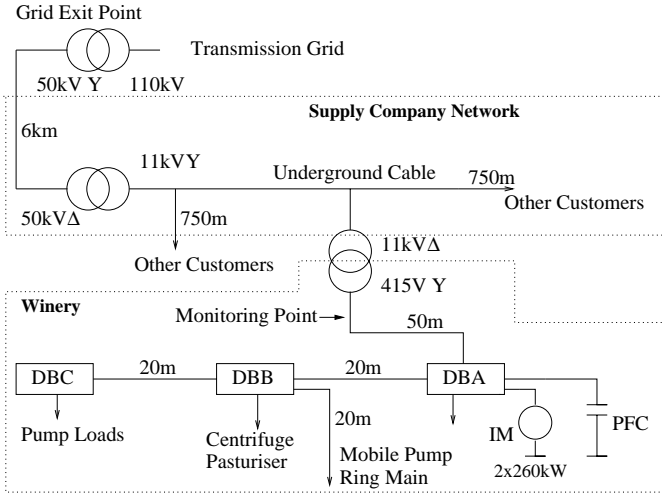 Grid Exit Point
Transmission Grid
50kV Y
110kV
Supply Company Network
6km
11kVY
Underground Cable
750m
50kVΔ
750m
Other Customers
11kVΔ
Other Customers
415V Y
Winery
Monitoring Point
50m
20m
20m
DBC
DBB
DBA
20m
PFC
IM
Pump Loads
Centrifuge
Pasturiser
Mobile Pump
Ring Main
2x260kW